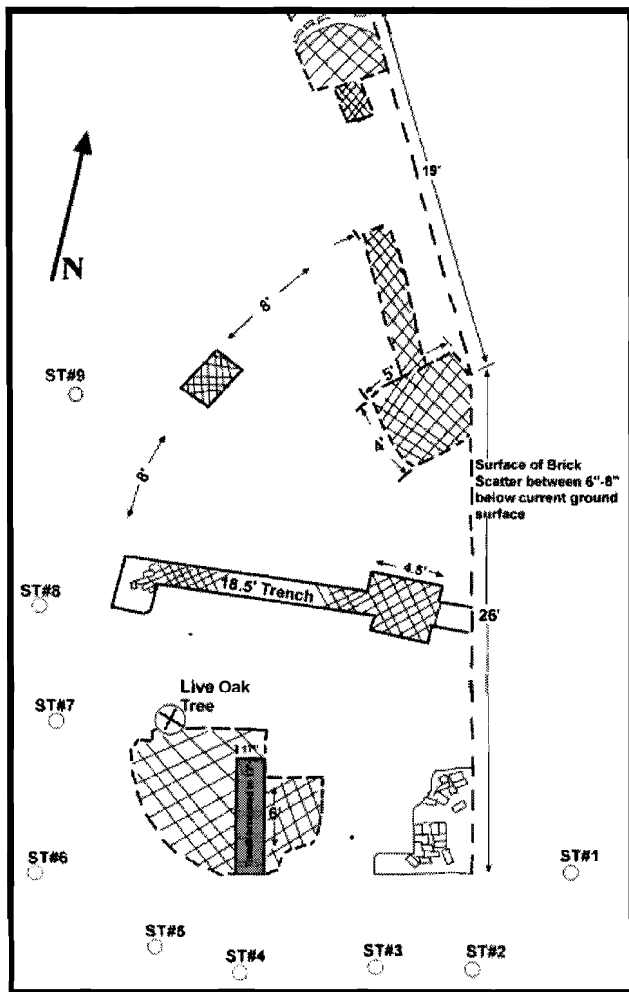 19'
N
8'
ST#9
5'
4'
8'
Surface of Brick
Scatter between 6"-8"
below current ground
surface
4.5'
18.5' Trench
ST#8
26'
Live Oak
Tree
ST#7
17"
6'
ST#6
ST#1
ST#5
ST#4
ST#3
ST#2